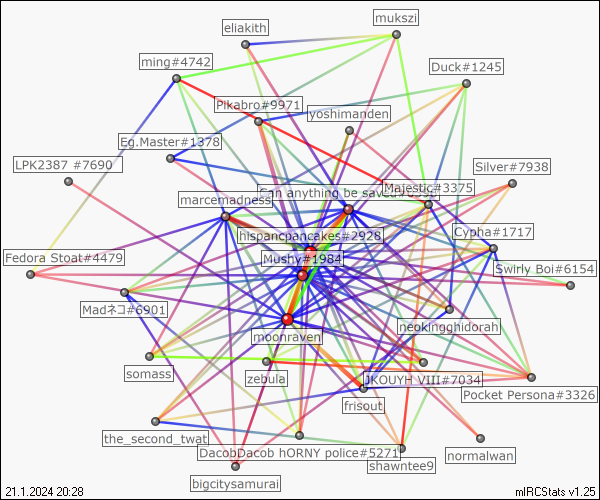 mukszi
eliakith
ming#4742
Duck#1245
Pikabro#9971
yoshimanden
Eg.Master#1378
LPK2387 #7690
Silver#7938
Can anything be saved
Majestic#3375
marcemadness
hispanicpancakes#2928
Cypha#1717
Fedora Stoat#4479
Mushy#1984
Swirly Boi#6154
Madネコ#6901
neokingghidorah
moonraven
somass
zebula
JKOUYH VIII#7034
Pocket Persona#3326
frisout
the_second_twat
DacobDacob hORNY police#5271
normalwan
shawntee9
bigcitysamurai
21.1.2024 20:28
mIRCStats v1.25